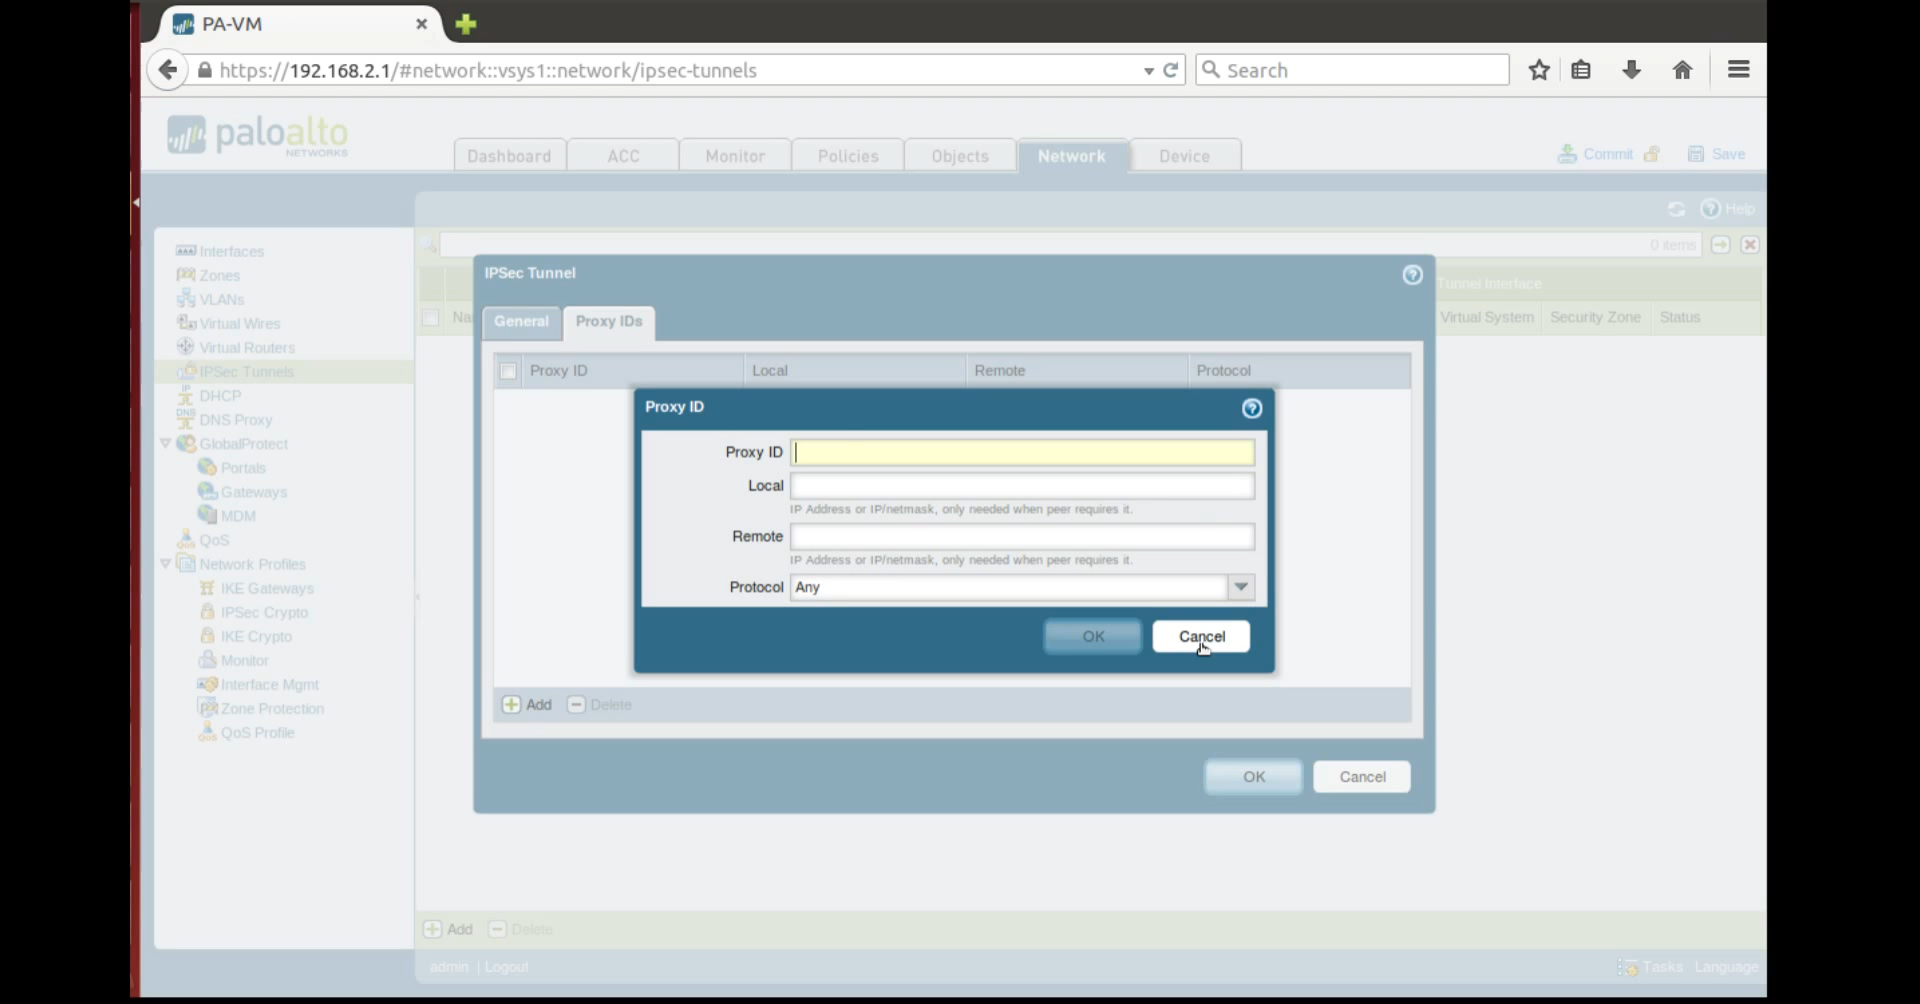 PA-VM
https://192.168.2.1/#network::vsys1::network/ipsec-tunnels
Search
paloalto
NETWORKS
Dashboard ACC Monitor Policies Objects Network Device
Commit Save
Help
0 items
Interfaces
Zones
VLANs
Virtual Wires
Virtual Routers
IPSec Tunnels
DHCP
DNS Proxy
GlobalProtect
Portals
Gateways
MDM
QoS
Network Profiles
IKE Gateways
IPSec Crypto
IKE Crypto
Monitor
Interface Mgmt
Zone Protection
QoS Profile
Tunnel Interface
Na Virtual System Security Zone Status
IPSec Tunnel
General Proxy IDs
Proxy ID Local Remote Protocol
Proxy ID
Proxy ID
Local
IP Address or IP/netmask, only needed when peer requires it.
Remote
IP Address or IP/netmask, only needed when peer requires it.
Protocol Any
OK Cancel
Add Delete
OK Cancel
Add Delete
admin | Logout
Tasks Language